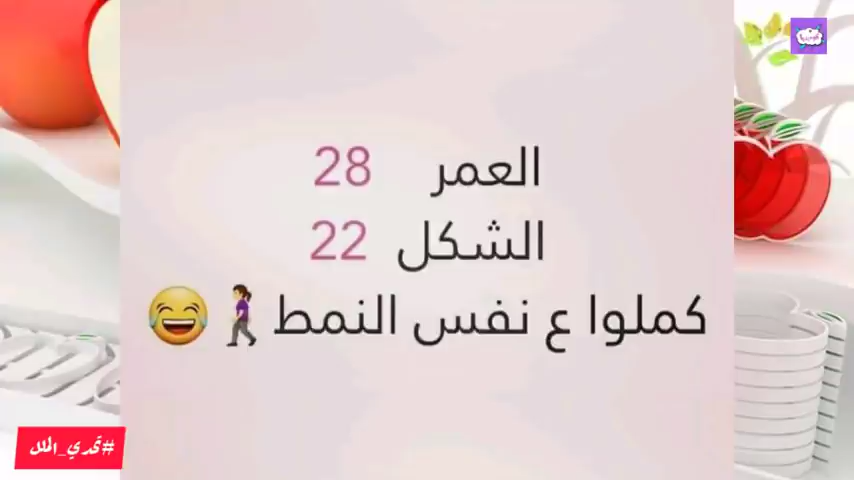 العمر 28
الشكل 22
كملوا ع نفس النمط🚶‍♀️😂
#تحدي_الملل